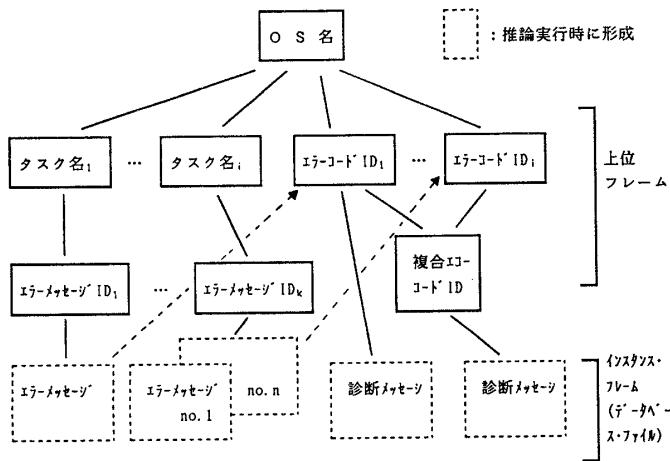 ＯＳ名
：推論実行時に形成
タスク名₁ … タスク名ᵢ
ｴﾗｰｺｰﾄﾞID₁ … ｴﾗｰｺｰﾄﾞIDᵢ
上位
フレーム
ｴﾗｰﾒｯｾｰｼﾞID₁ … ｴﾗｰﾒｯｾｰｼﾞIDₖ
複合ｴｺｰ
ｺｰﾄﾞID
ｴﾗｰﾒｯｾｰｼﾞ
ｴﾗｰﾒｯｾｰｼﾞ
no.1
no.n
診断ﾒｯｾｰｼ
診断ﾒｯｾｰｼ
ｲﾝｽﾀﾝｽ・
ﾌﾚｰﾑ
(ﾃﾞｰﾀﾍﾞｰ
ｽ･ﾌｧｲﾙ)